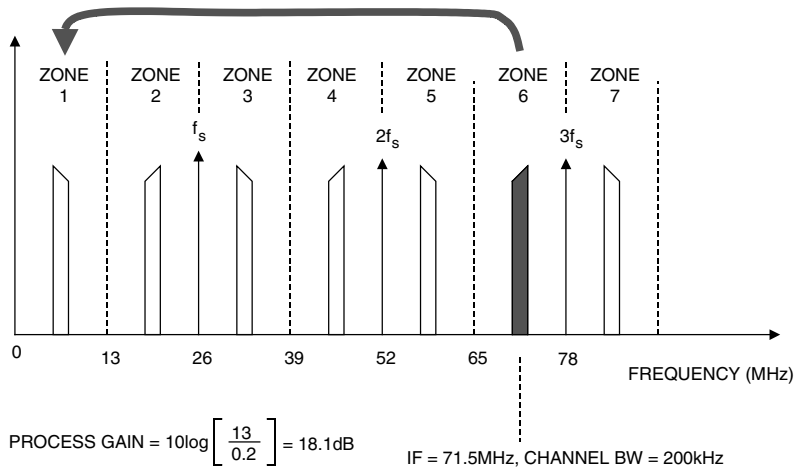 ZONE 1
ZONE 2
ZONE 3
ZONE 4
ZONE 5
ZONE 6
ZONE 7
fs
2fs
3fs
0
13
26
39
52
65
78
FREQUENCY (MHz)
PROCESS GAIN = 10log [ 13 / 0.2 ] = 18.1dB
IF = 71.5MHz, CHANNEL BW = 200kHz